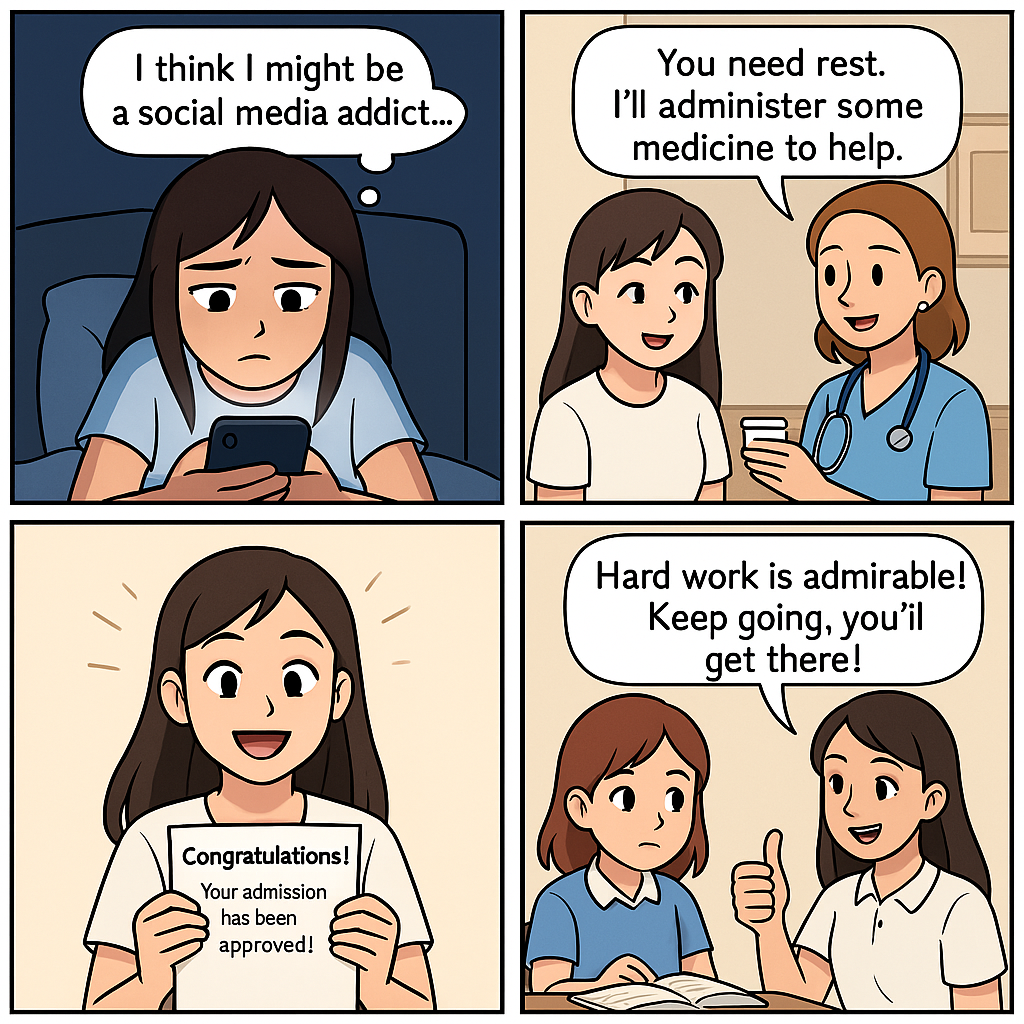 I think I might be
a social media addict...
You need rest.
I'll administer some
medicine to help.
Congratulations!
Your admission
has been
approved!
Hard work is admirable!
Keep going, you'il
get there!